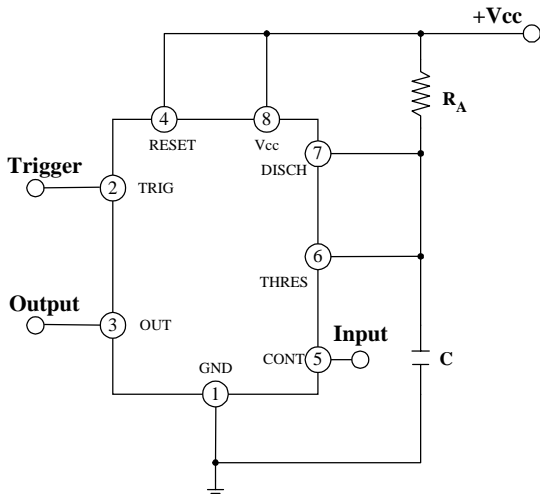 +Vcc
R_A
4
8
RESET
Vcc
7
DISCH
Trigger
2
TRIG
6
THRES
Output
3
OUT
Input
GND
CONT
5
C
1